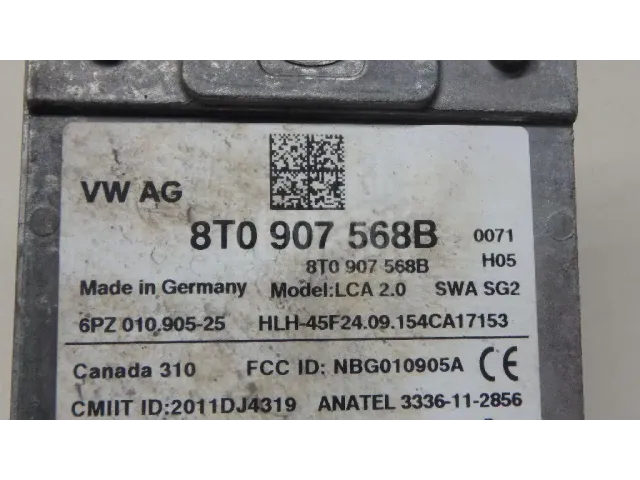 VW AG
8T0 907 568B 0071
8T0 907 568B H05
Made in Germany Model:LCA 2.0 SWA SG2
6PZ 010.905-25 HLH-45F24.09.154CA17153
Canada 310 FCC ID: NBG010905A CE
CMIIT ID:2011DJ4319 ANATEL 3336-11-2856